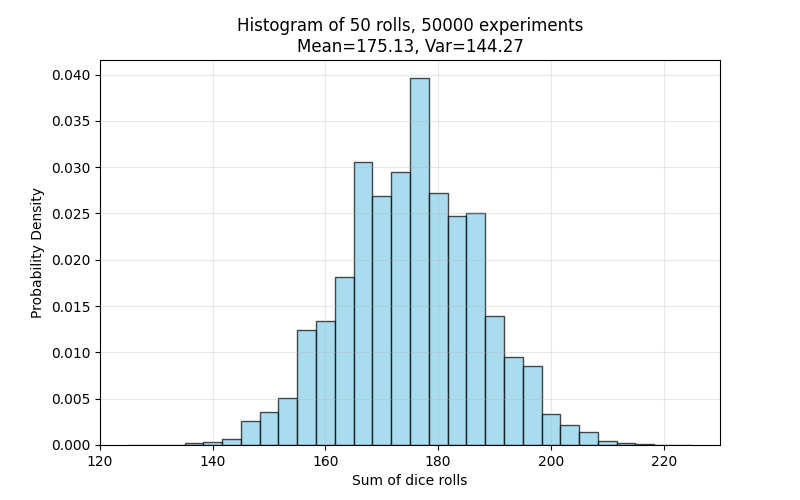 Histogram of 50 rolls, 50000 experiments
Mean=175.13, Var=144.27
0.040
0.035
0.030
0.025
0.020
0.015
0.010
0.005
0.000
Probability Density
120 140 160 180 200 220
Sum of dice rolls